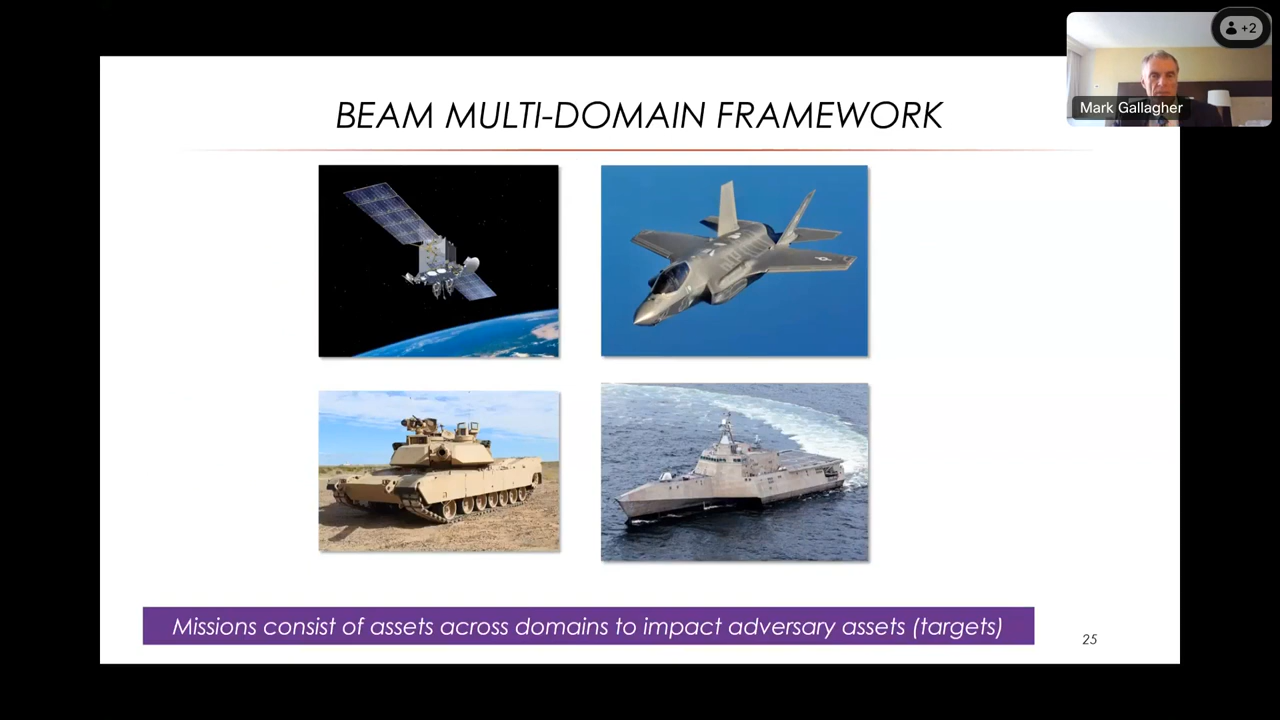 BEAM MULTI-DOMAIN FRAMEWORK
+2
Mark Gallagher
Missions consist of assets across domains to impact adversary assets (targets)
25